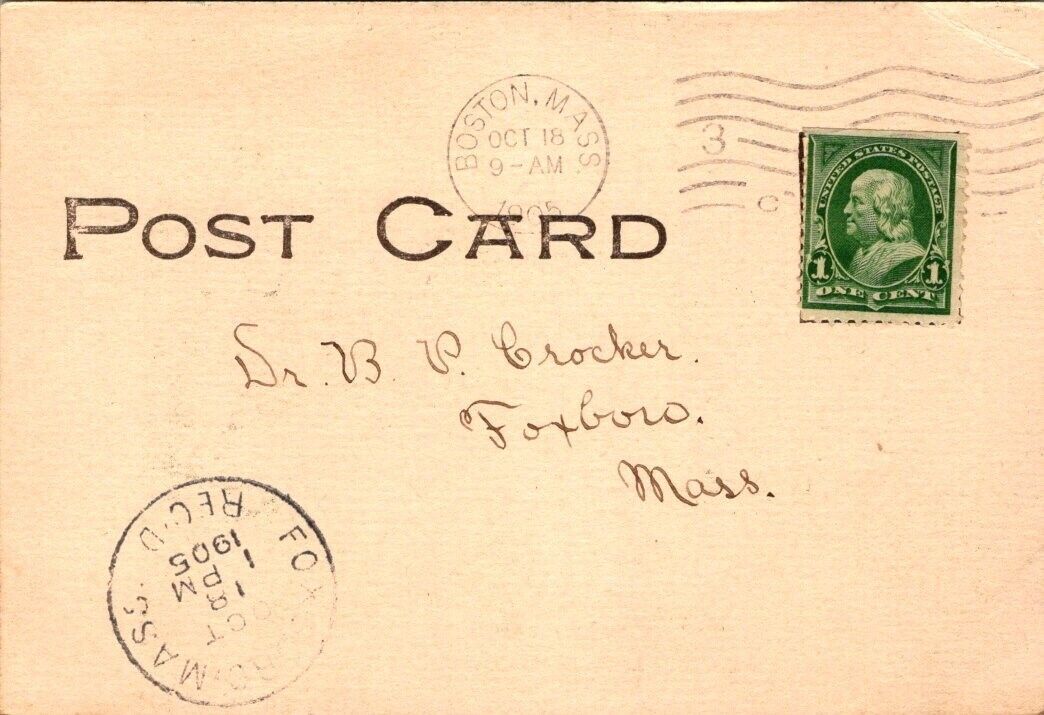 BOSTON, MASS.
OCT 18
9-AM
1905
3
C
UNITED STATES POSTAGE
1 1
ONE CENT
POST CARD
Dr. B. P. Crocker.
Foxboro.
Mass.
MASS.
REC'D.
OCT
18
1 PM
1905